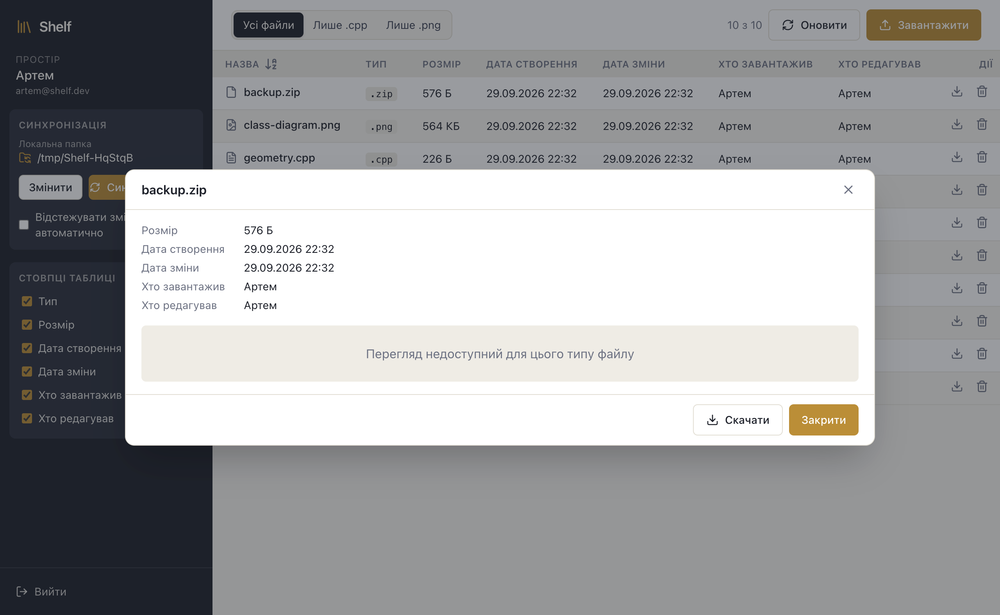 Shelf
ПРОСТІР
Артем
artem@shelf.dev
СИНХРОНІЗАЦІЯ
Локальна папка
/tmp/Shelf-HqStqB
Змінити
Відстежувати
автоматично
СТОВПЦІ ТАБЛИЦІ
Тип
Розмір
Дата створення
Дата зміни
Хто завантажив
Хто редагував
Вийти
Усі файли Лише .cpp Лише .png
10 з 10 Оновити Завантажити
НАЗВА ТИП РОЗМІР ДАТА СТВОРЕННЯ ДАТА ЗМІНИ ХТО ЗАВАНТАЖИВ ХТО РЕДАГУВАВ ДІЇ
backup.zip .zip 576 Б 29.09.2026 22:32 29.09.2026 22:32 Артем Артем
class-diagram.png .png 564 КБ 29.09.2026 22:32 29.09.2026 22:32 Артем Артем
geometry.cpp .cpp 226 Б 29.09.2026 22:32 29.09.2026 22:32 Артем Артем
backup.zip
Розмір 576 Б
Дата створення 29.09.2026 22:32
Дата зміни 29.09.2026 22:32
Хто завантажив Артем
Хто редагував Артем
Перегляд недоступний для цього типу файлу
Скачати Закрити